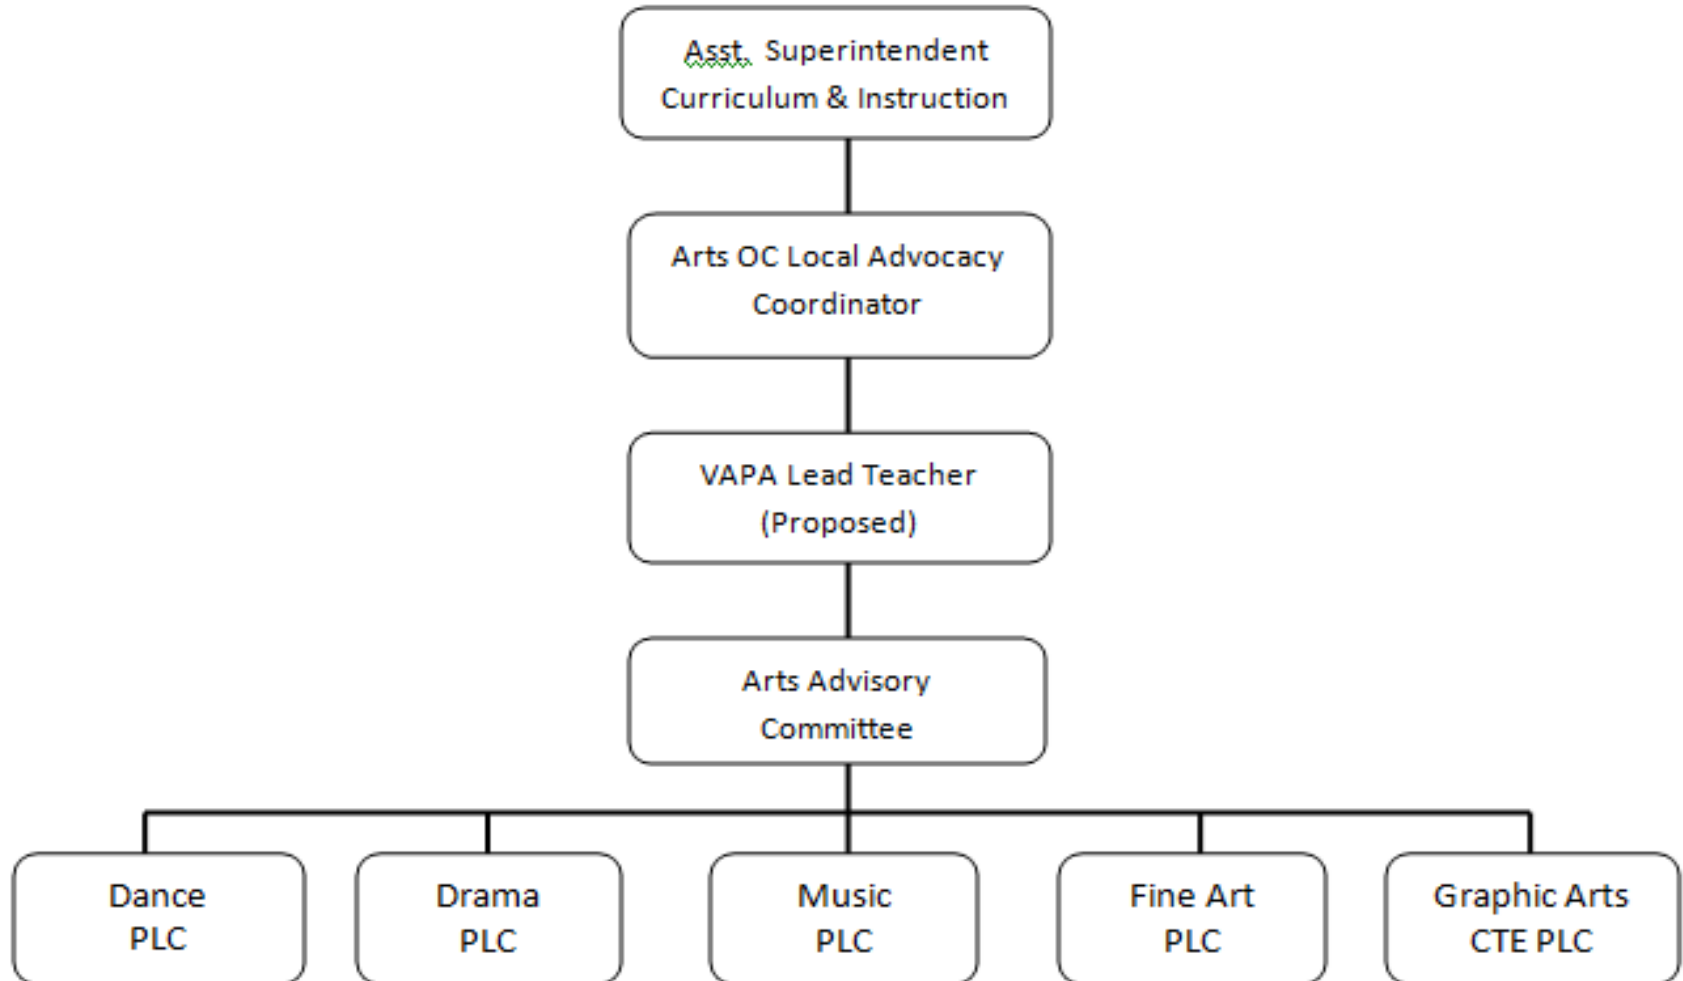 Asst. Superintendent
Curriculum & Instruction
Arts OC Local Advocacy
Coordinator
VAPA Lead Teacher
(Proposed)
Arts Advisory
Committee
Dance
PLC
Drama
PLC
Music
PLC
Fine Art
PLC
Graphic Arts
CTE PLC